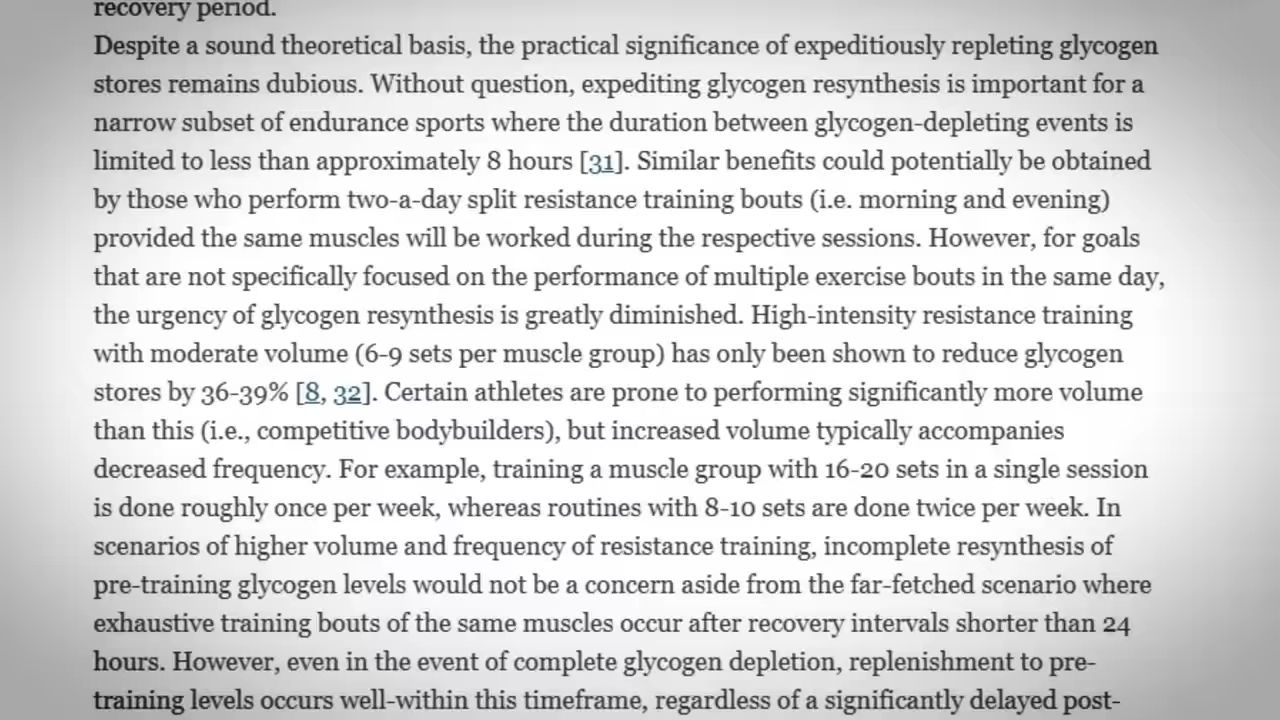 recovery period.
Despite a sound theoretical basis, the practical significance of expeditiously repleting glycogen
stores remains dubious. Without question, expediting glycogen resynthesis is important for a
narrow subset of endurance sports where the duration between glycogen-depleting events is
limited to less than approximately 8 hours [31]. Similar benefits could potentially be obtained
by those who perform two-a-day split resistance training bouts (i.e. morning and evening)
provided the same muscles will be worked during the respective sessions. However, for goals
that are not specifically focused on the performance of multiple exercise bouts in the same day,
the urgency of glycogen resynthesis is greatly diminished. High-intensity resistance training
with moderate volume (6-9 sets per muscle group) has only been shown to reduce glycogen
stores by 36-39% [8, 32]. Certain athletes are prone to performing significantly more volume
than this (i.e., competitive bodybuilders), but increased volume typically accompanies
decreased frequency. For example, training a muscle group with 16-20 sets in a single session
is done roughly once per week, whereas routines with 8-10 sets are done twice per week. In
scenarios of higher volume and frequency of resistance training, incomplete resynthesis of
pre-training glycogen levels would not be a concern aside from the far-fetched scenario where
exhaustive training bouts of the same muscles occur after recovery intervals shorter than 24
hours. However, even in the event of complete glycogen depletion, replenishment to pre-
training levels occurs well-within this timeframe, regardless of a significantly delayed post-